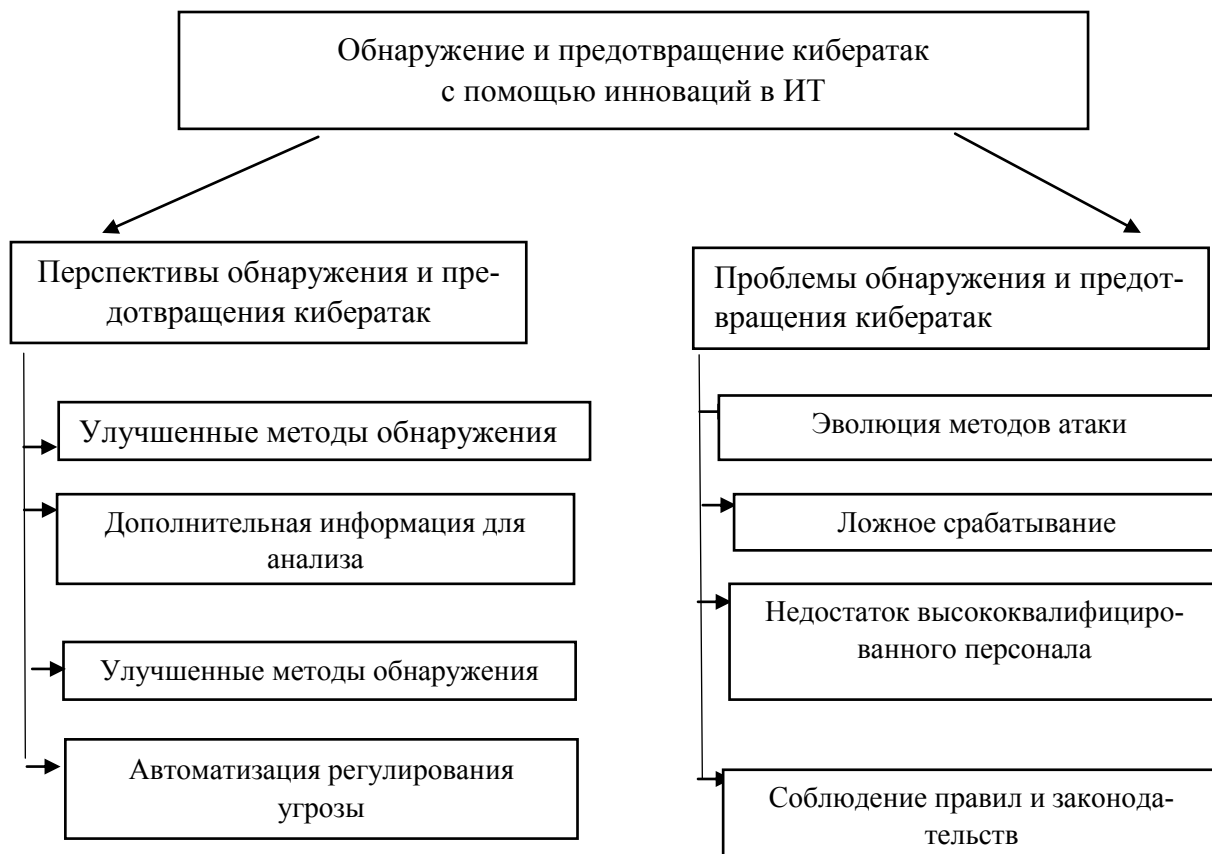 Обнаружение и предотвращение кибератак
с помощью инноваций в ИТ
Перспективы обнаружения и пре-
дотвращения кибератак
Улучшенные методы обнаружения
Дополнительная информация для
анализа
Улучшенные методы обнаружения
Автоматизация регулирования
угрозы
Проблемы обнаружения и предот-
вращения кибератак
Эволюция методов атаки
Ложное срабатывание
Недостаток высококвалифициро-
ванного персонала
Соблюдение правил и законода-
тельств